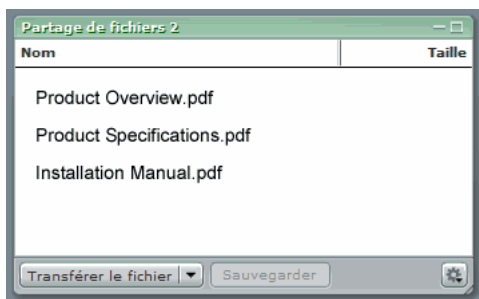 Partage de fichiers 2
Nom Taille
Product Overview.pdf
Product Specifications.pdf
Installation Manual.pdf
Transférer le fichier Sauvegarder